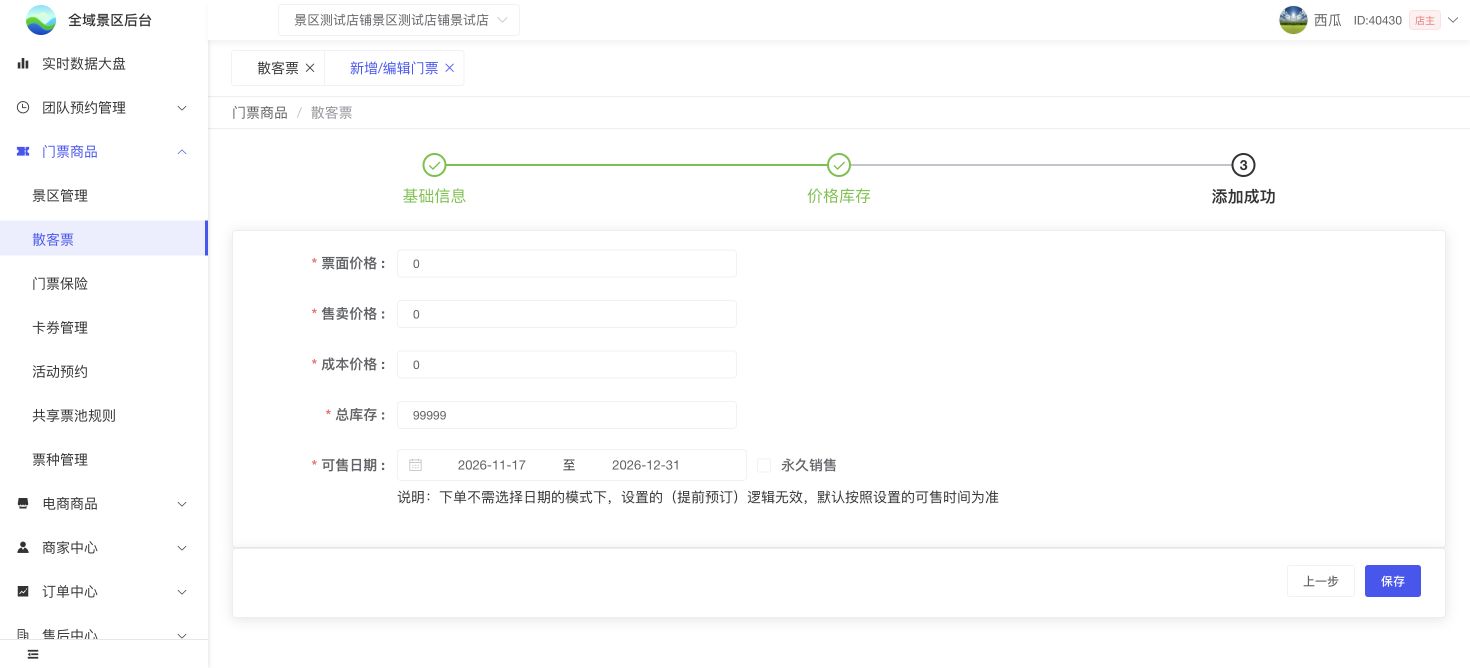 全域景区后台
景区测试店铺景区测试店铺景试店
西瓜 ID:40430 店主
实时数据大盘
团队预约管理
门票商品
景区管理
散客票
门票保险
卡券管理
活动预约
共享票池规则
票种管理
电商商品
商家中心
订单中心
售后中心
散客票 新增/编辑门票
门票商品 / 散客票
基础信息
价格库存
3
添加成功
* 票面价格： 0
* 售卖价格： 0
* 成本价格： 0
* 总库存： 99999
* 可售日期： 2026-11-17 至 2026-12-31 永久销售
说明：下单不需选择日期的模式下，设置的（提前预订）逻辑无效，默认按照设置的可售时间为准
上一步 保存